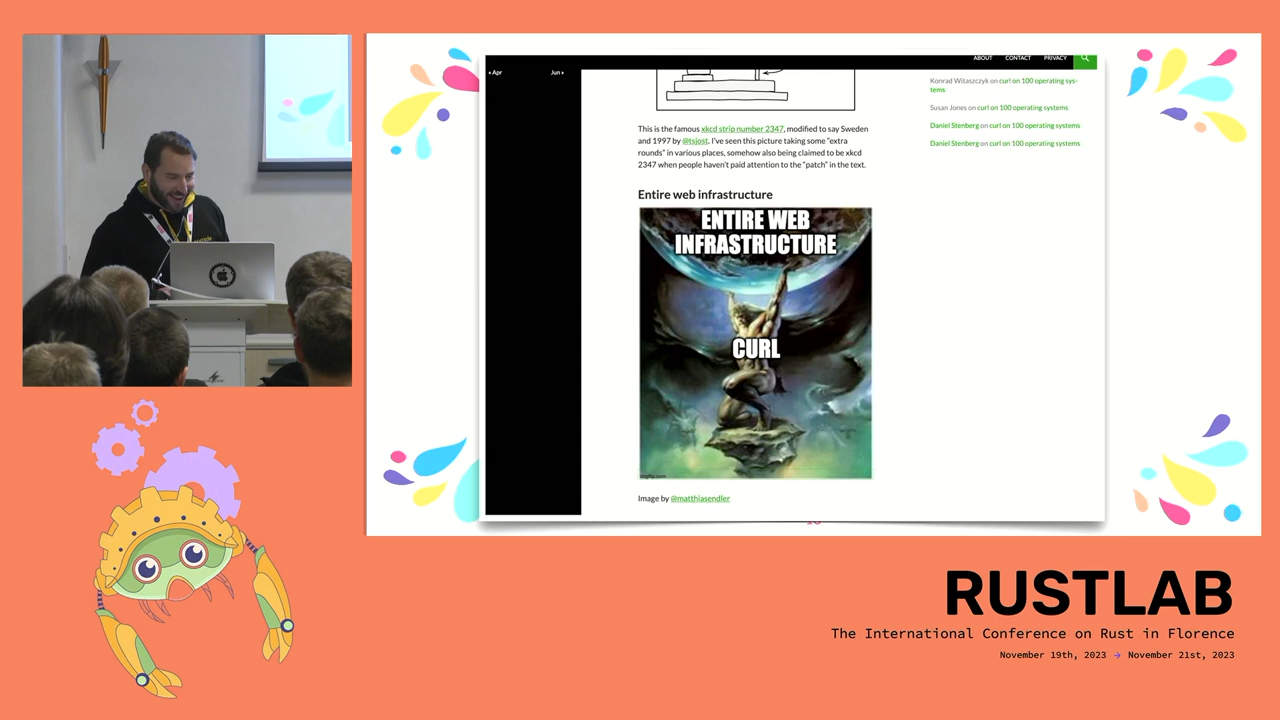 ABOUT CONTACT PRIVACY
« Apr Jun »
Konrad Witaszczyk on curl on 100 operating sys-
tems
Susan Jones on curl on 100 operating systems
Daniel Stenberg on curl on 100 operating systems
Daniel Stenberg on curl on 100 operating systems
This is the famous xkcd strip number 2347, modified to say Sweden
and 1997 by @tsjost. I've seen this picture taking some "extra
rounds" in various places, somehow also being claimed to be xkcd
2347 when people haven't paid attention to the "patch" in the text.
Entire web infrastructure
ENTIRE WEB
INFRASTRUCTURE
CURL
imgflip.com
Image by @matthiasendler
RUSTLAB
The International Conference on Rust in Florence
November 19th, 2023 → November 21st, 2023